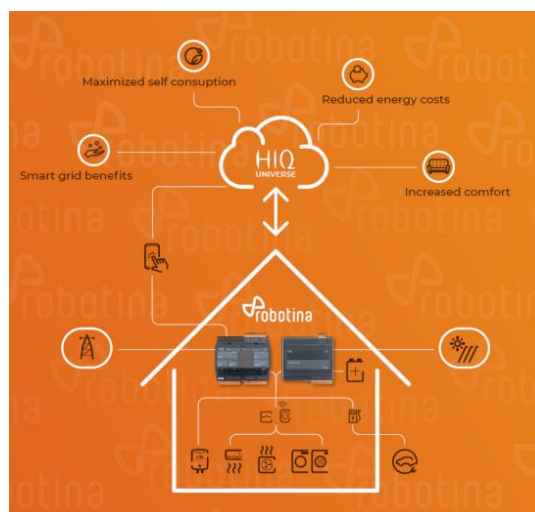 Maximized self consuption
Reduced energy costs
HIQ
UNIVERSE
Smart grid benefits
Increased comfort
robotina